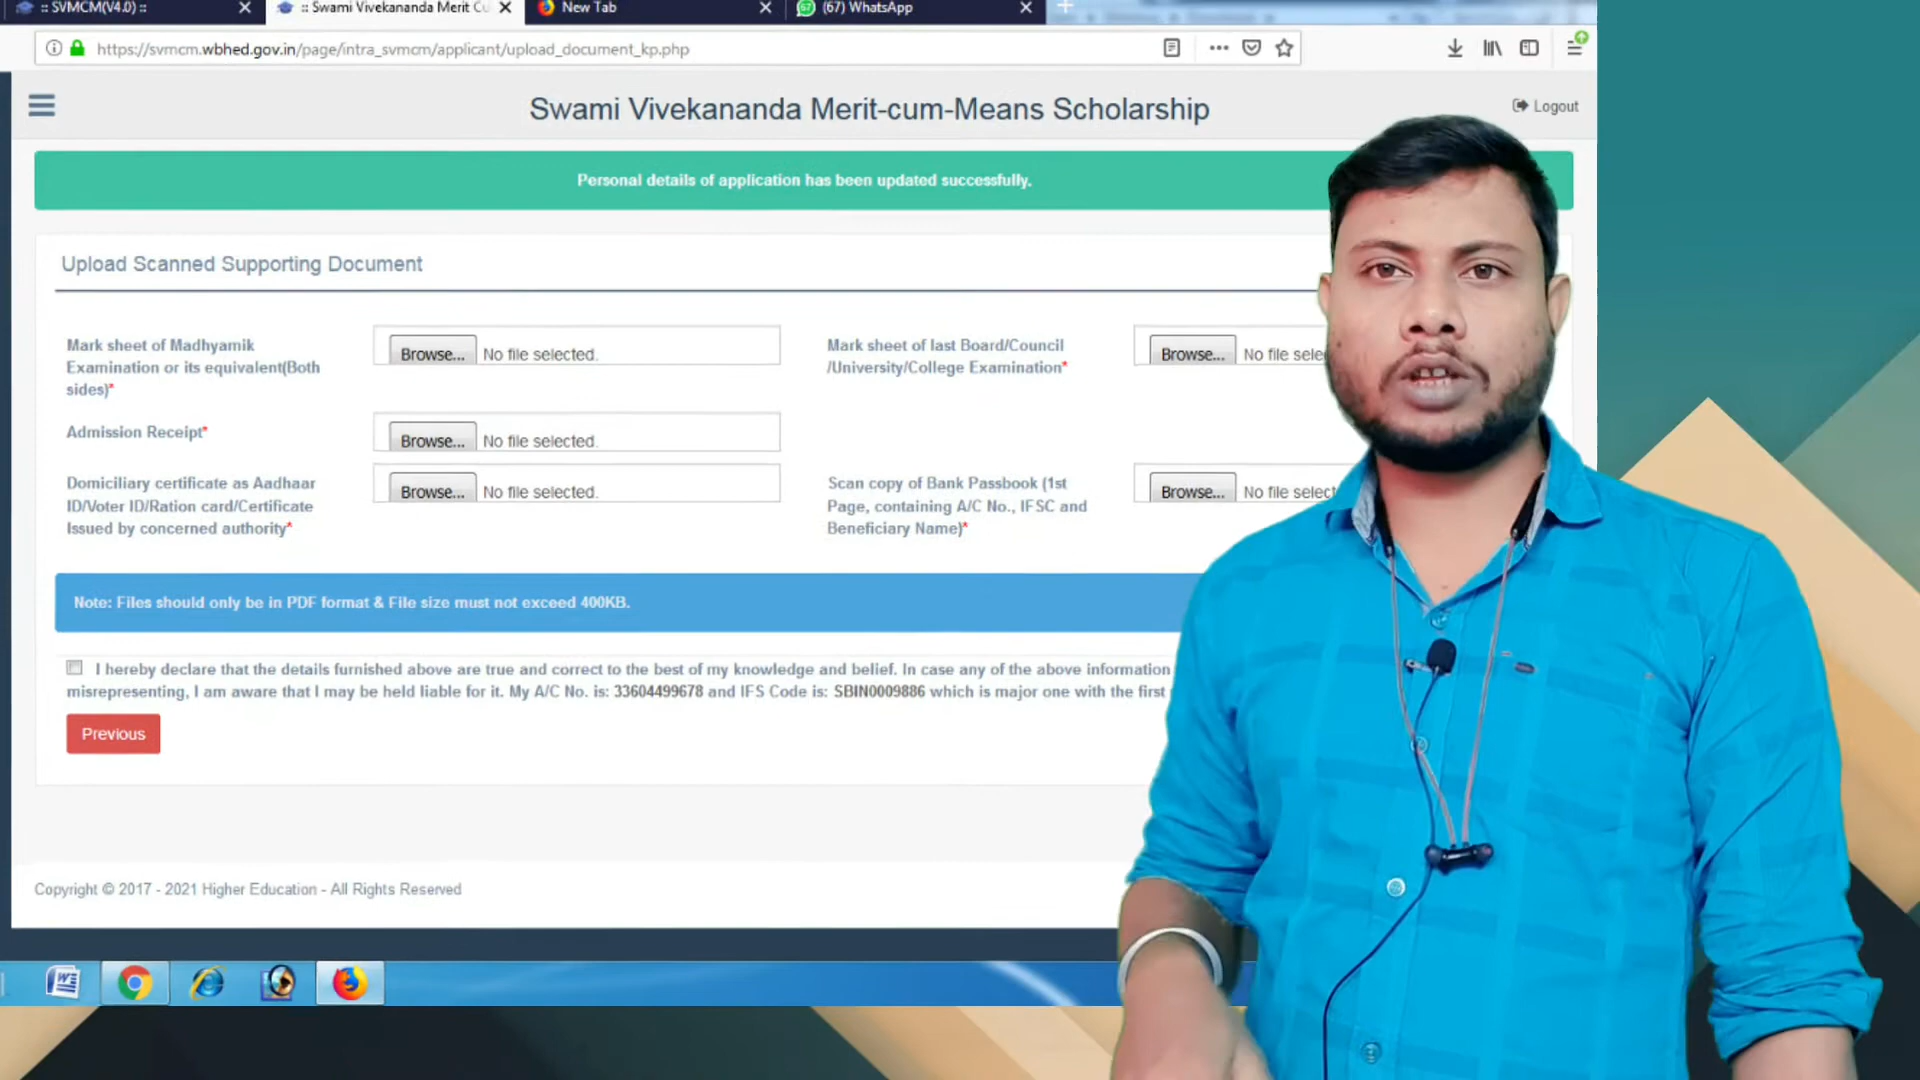 :: SVMCM(V4.0) ::
:: Swami Vivekananda Merit Cu
New Tab
(67) WhatsApp
https://svmcm.wbhed.gov.in/page/intra_svmcm/applicant/upload_document_kp.php
Swami Vivekananda Merit-cum-Means Scholarship
Logout
Personal details of application has been updated successfully.
Upload Scanned Supporting Document
Mark sheet of Madhyamik
Examination or its equivalent(Both
sides)*
Browse... No file selected.
Mark sheet of last Board/Council
/University/College Examination*
Browse... No file sele
Admission Receipt*
Browse... No file selected.
Domiciliary certificate as Aadhaar
ID/Voter ID/Ration card/Certificate
Issued by concerned authority*
Browse... No file selected.
Scan copy of Bank Passbook (1st
Page, containing A/C No., IFSC and
Beneficiary Name)*
Browse... No file select
Note: Files should only be in PDF format & File size must not exceed 400KB.
I hereby declare that the details furnished above are true and correct to the best of my knowledge and belief. In case any of the above information
misrepresenting, I am aware that I may be held liable for it. My A/C No. is: 33604499678 and IFS Code is: SBIN0009886 which is major one with the first
Previous
Copyright © 2017 - 2021 Higher Education - All Rights Reserved